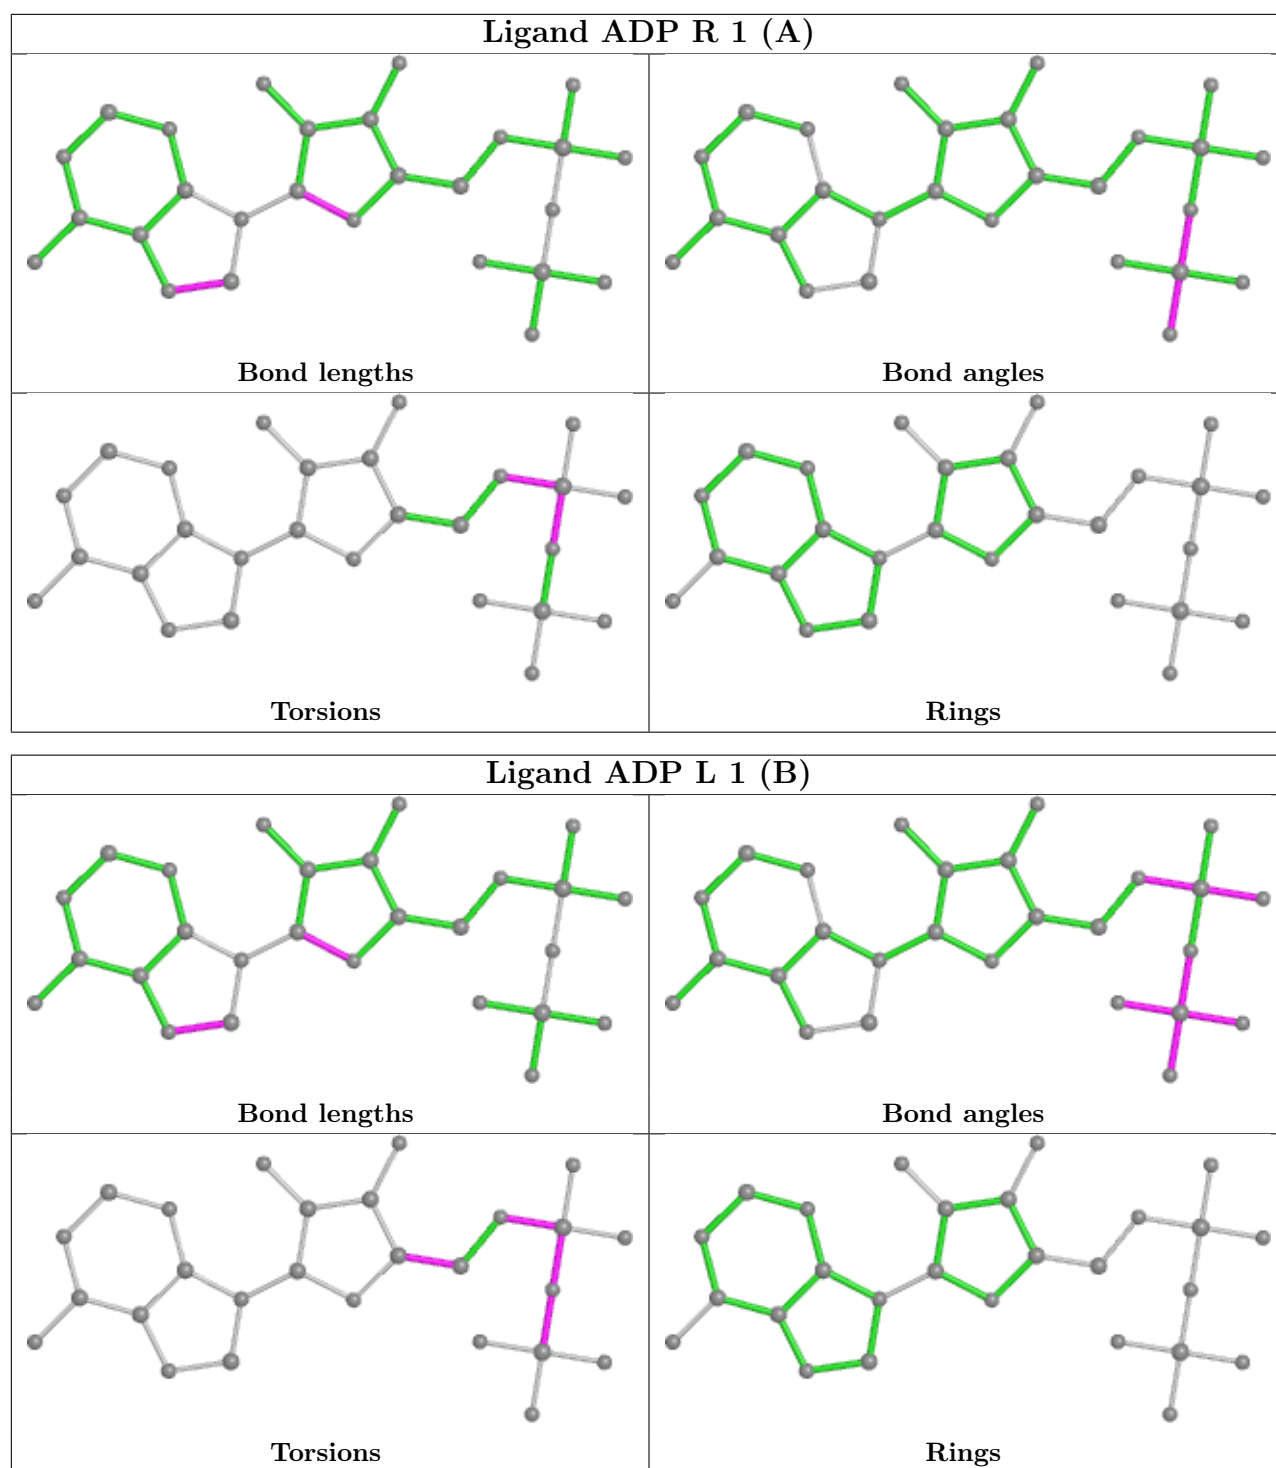 Ligand ADP R 1 (A)
Bond lengths
Bond angles
Torsions
Rings
Ligand ADP L 1 (B)
Bond lengths
Bond angles
Torsions
Rings